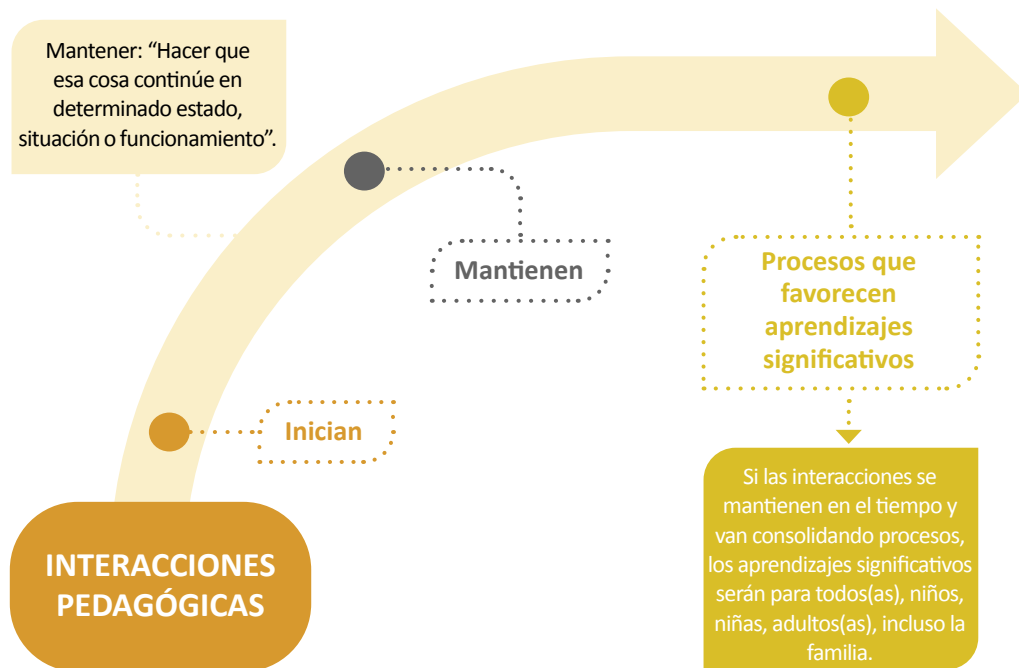 Mantener: “Hacer que
esa cosa continúe en
determinado estado,
situación o funcionamiento”.
Mantienen
Procesos que
favorecen
aprendizajes
significativos
Inician
Si las interacciones se
mantienen en el tiempo y
van consolidando procesos,
los aprendizajes significativos
serán para todos(as), niños,
niñas, adultos(as), incluso la
familia.
INTERACCIONES
PEDAGÓGICAS